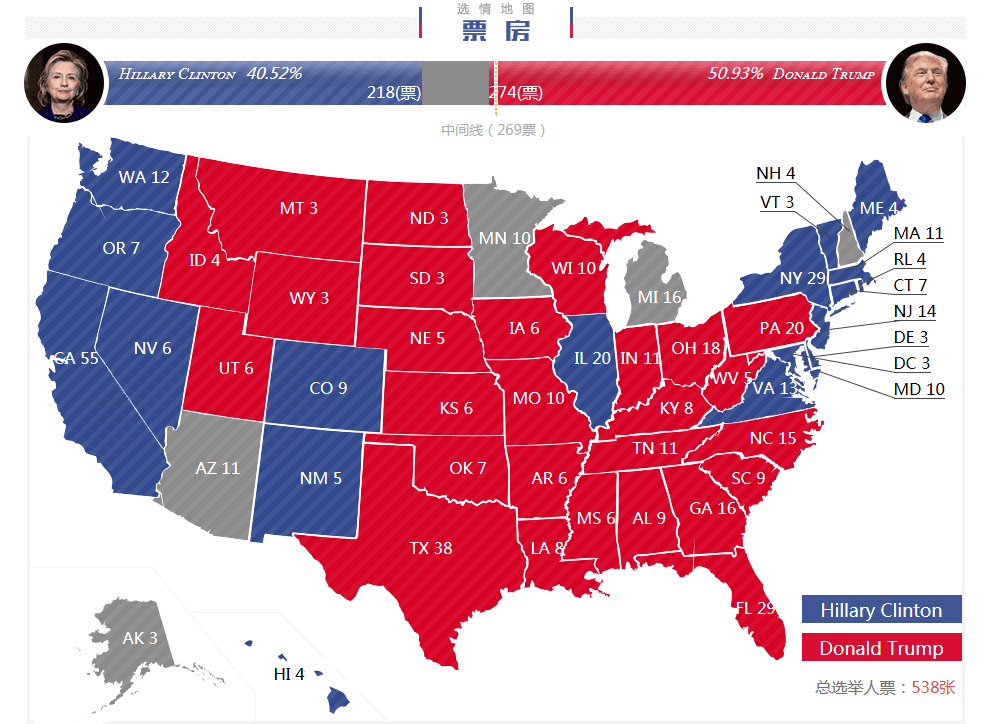 选情地图
票房
HILLARY CLINTON 40.52%
50.93% DONALD TRUMP
218(票)
274(票)
中间线（269票）
NH 4
WA 12
VT 3
ME 4
MT 3
ND 3
MN 10
MA 11
OR 7
ID 4
WI 10
RL 4
SD 3
NY 29
CT 7
WY 3
MI 16
NJ 14
IA 6
PA 20
NE 5
DE 3
NV 6
OH 18
CA 55
IL 20
IN 11
DC 3
UT 6
WV 5
CO 9
VA 13
MD 10
MO 10
KS 6
KY 8
NC 15
TN 11
AZ 11
OK 7
NM 5
AR 6
SC 9
GA 16
MS 6
AL 9
TX 38
LA 8
FL 29
Hillary Clinton
AK 3
Donald Trump
HI 4
总选举人票：538张